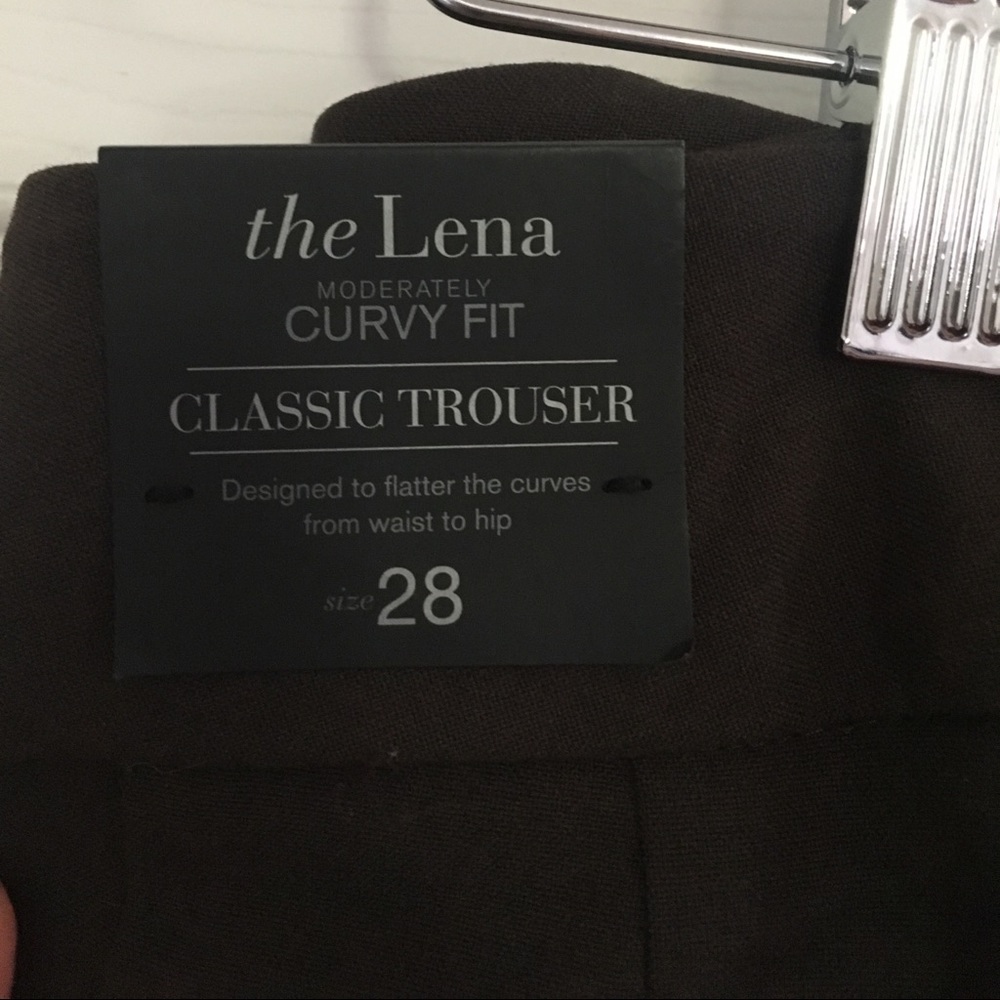 the Lena
MODERATELY
CURVY FIT
CLASSIC TROUSER
Designed to flatter the curves
from waist to hip
size 28